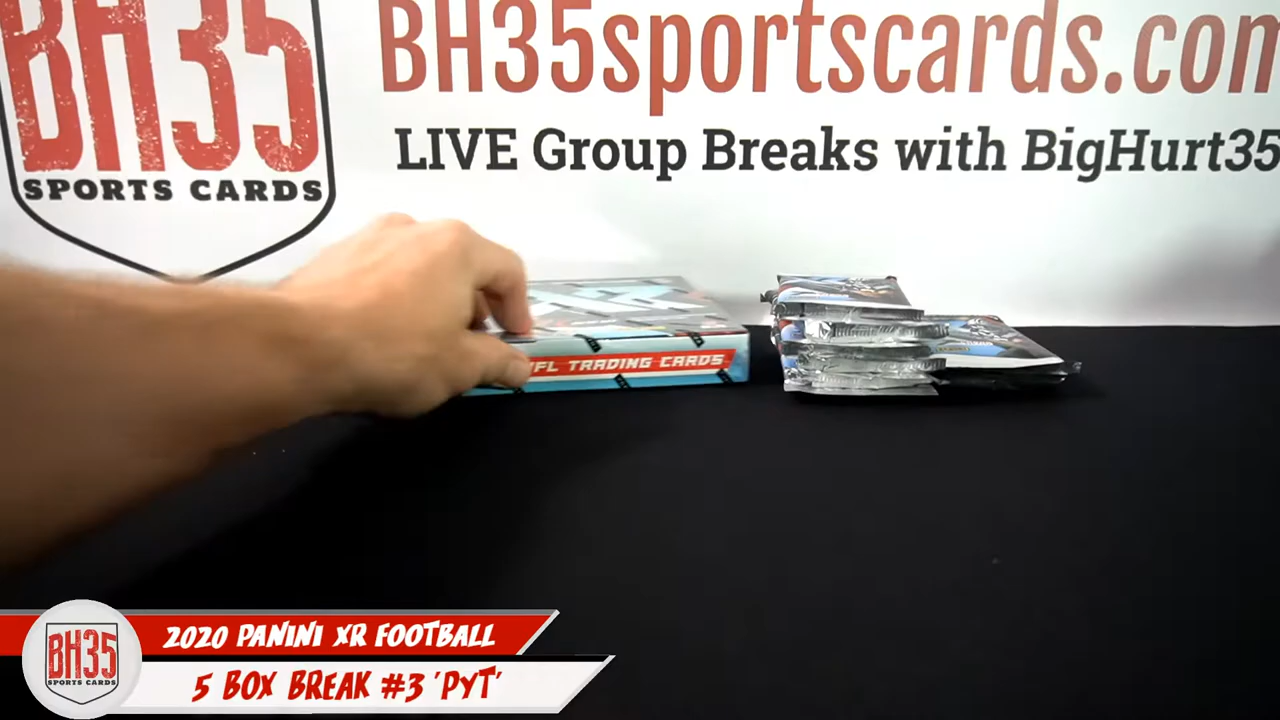 BH35
SPORTS CARDS
BH35sportscards.com
LIVE Group Breaks with BigHurt35
NFL TRADING CARDS
XR
2020 PANINI XR FOOTBALL
5 BOX BREAK #3 'PYT'
BH35
SPORTS CARDS